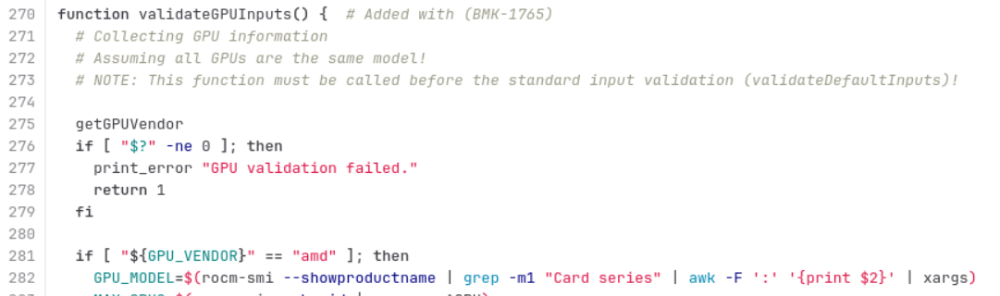 270 function validateGPUInputs() {  # Added with (BMK-1765)
271   # Collecting GPU information
272   # Assuming all GPUs are the same model!
273   # NOTE: This function must be called before the standard input validation (validateDefaultInputs)!
274
275   getGPUVendor
276   if [ "$?" -ne 0 ]; then
277     print_error "GPU validation failed."
278     return 1
279   fi
280
281   if [ "${GPU_VENDOR}" == "amd" ]; then
282     GPU_MODEL=$(rocm-smi --showproductname | grep -m1 "Card series" | awk -F ':' '{print $2}' | xargs)